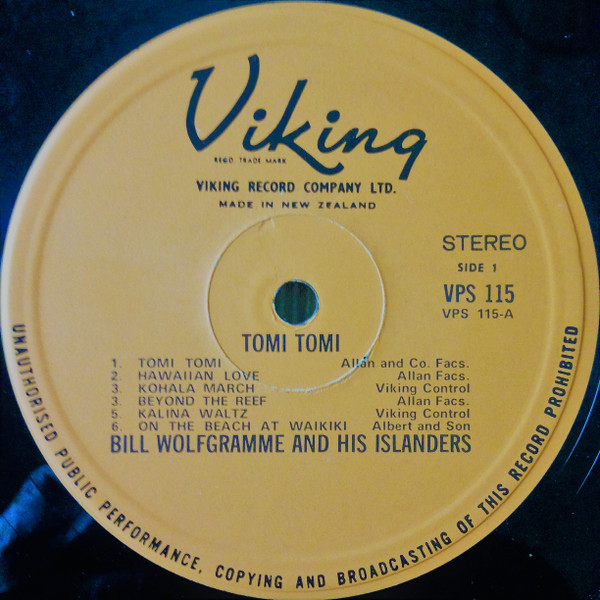 Viking
REGD. TRADE MARK
VIKING RECORD COMPANY LTD.
MADE IN NEW ZEALAND
STEREO
SIDE 1
VPS 115
VPS 115-A
TOMI TOMI
1. TOMI TOMI Allan and Co. Facs.
2. HAWAIIAN LOVE Allan Facs.
3. KOHALA MARCH Viking Control
3. BEYOND THE REEF Allan Facs.
5. KALINA WALTZ Viking Control
6. ON THE BEACH AT WAIKIKI Albert and Son
BILL WOLFGRAMME AND HIS ISLANDERS
UNAUTHORISED PUBLIC PERFORMANCE, COPYING AND BROADCASTING OF THIS RECORD PROHIBITED